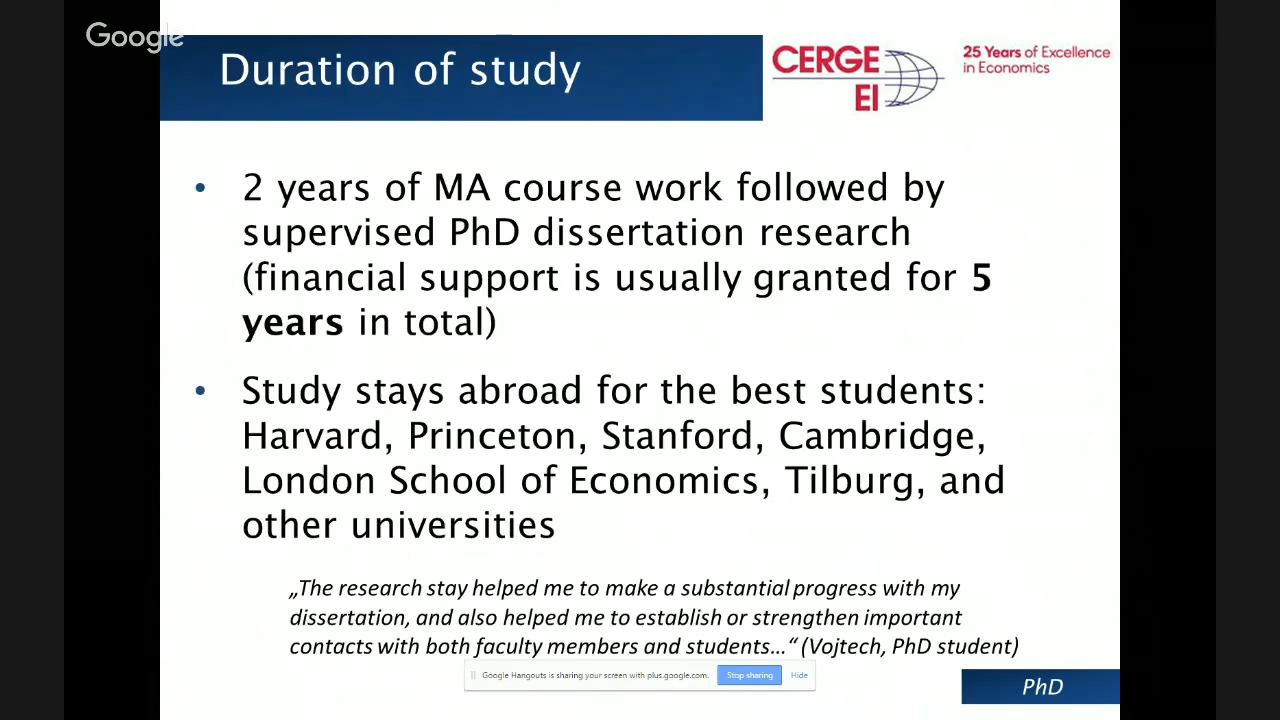 Google
Duration of study
CERGE
EI
25 Years of Excellence
in Economics
• 2 years of MA course work followed by
supervised PhD dissertation research
(financial support is usually granted for 5
years in total)
• Study stays abroad for the best students:
Harvard, Princeton, Stanford, Cambridge,
London School of Economics, Tilburg, and
other universities
„The research stay helped me to make a substantial progress with my
dissertation, and also helped me to establish or strengthen important
contacts with both faculty members and students…“ (Vojtech, PhD student)
Google Hangouts is sharing your screen with plus.google.com. Stop sharing Hide
PhD